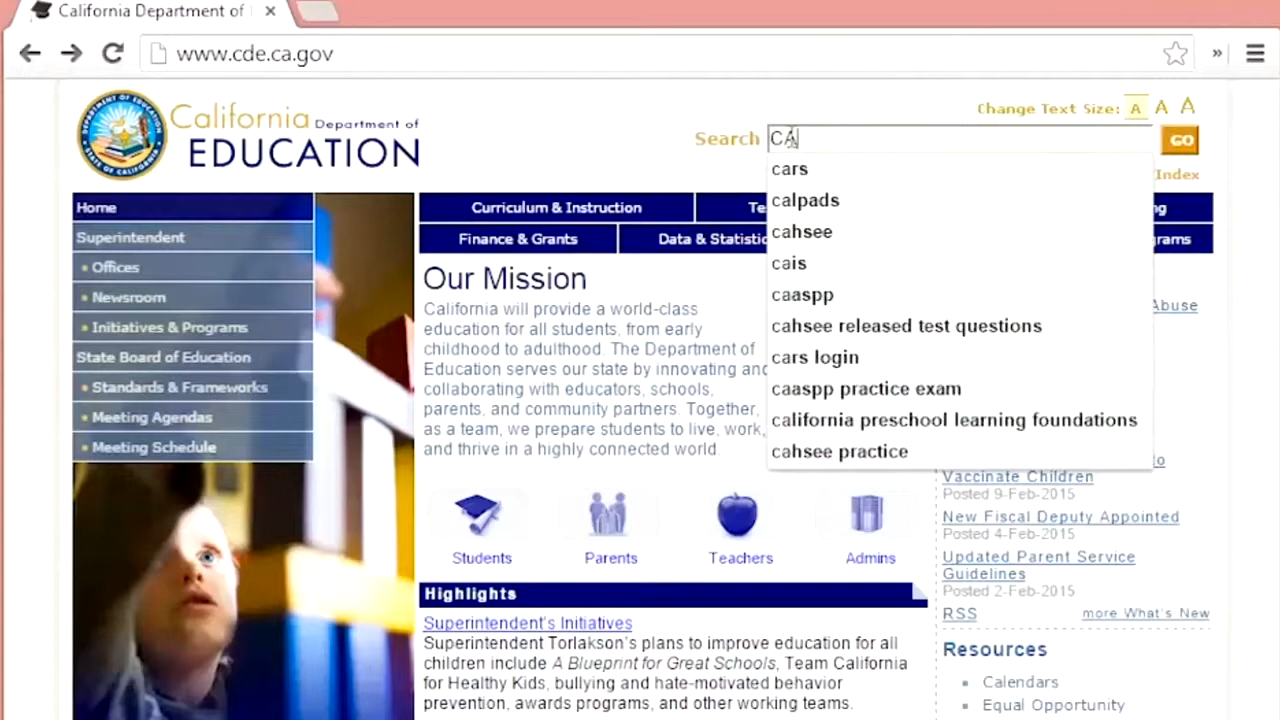 California Department of
www.cde.ca.gov
Change Text Size: A A A
California Department of
EDUCATION
Search CA GO
Index
cars
calpads
cahsee
cais
caaspp
cahsee released test questions
cars login
caaspp practice exam
california preschool learning foundations
cahsee practice
Home
Superintendent
Offices
Newsroom
Initiatives & Programs
State Board of Education
Standards & Frameworks
Meeting Agendas
Meeting Schedule
Curriculum & Instruction
Finance & Grants
Our Mission
California will provide a world-class
education for all students, from early
childhood to adulthood. The Department of
Education serves our state by innovating and
collaborating with educators, schools,
parents, and community partners. Together,
as a team, we prepare students to live, work,
and thrive in a highly connected world
Students Parents Teachers Admins
Highlights
Superintendent's Initiatives
Superintendent Torlakson's plans to improve education for all
children include A Blueprint for Great Schools, Team California
for Healthy Kids, bullying and hate-motivated behavior
prevention, awards programs, and other working teams.
Abuse
Vaccinate Children
Posted 9-Feb-2015
New Fiscal Deputy Appointed
Posted 4-Feb-2015
Updated Parent Service
Guidelines
Posted 2-Feb-2015
RSS more What's New
Resources
Calendars
Equal Opportunity